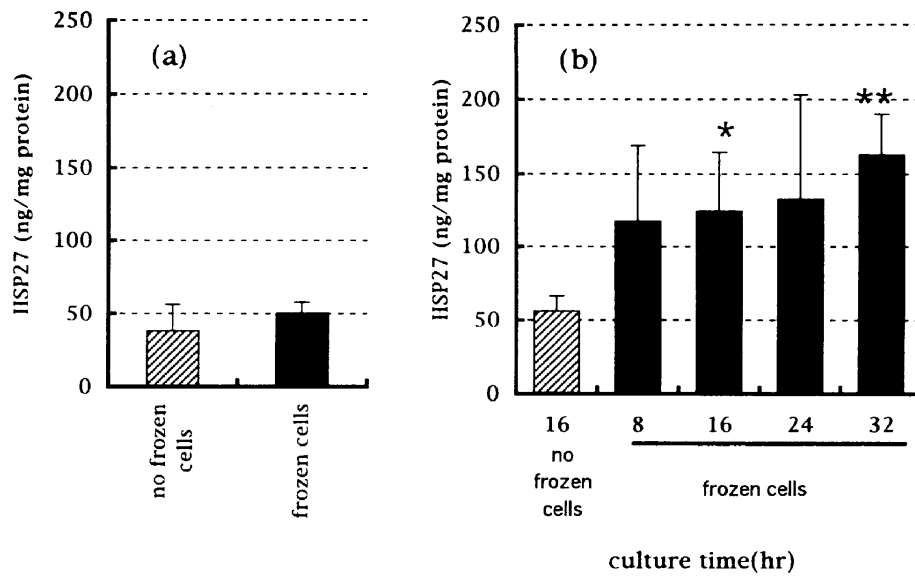 (a)
HSP27 (ng/mg protein)
250
200
150
100
50
0
no frozen
cells
frozen cells
(b)
HSP27 (ng/mg protein)
250
200
150
100
50
0
*
**
16
8
16
24
32
no
frozen
cells
frozen cells
culture time(hr)